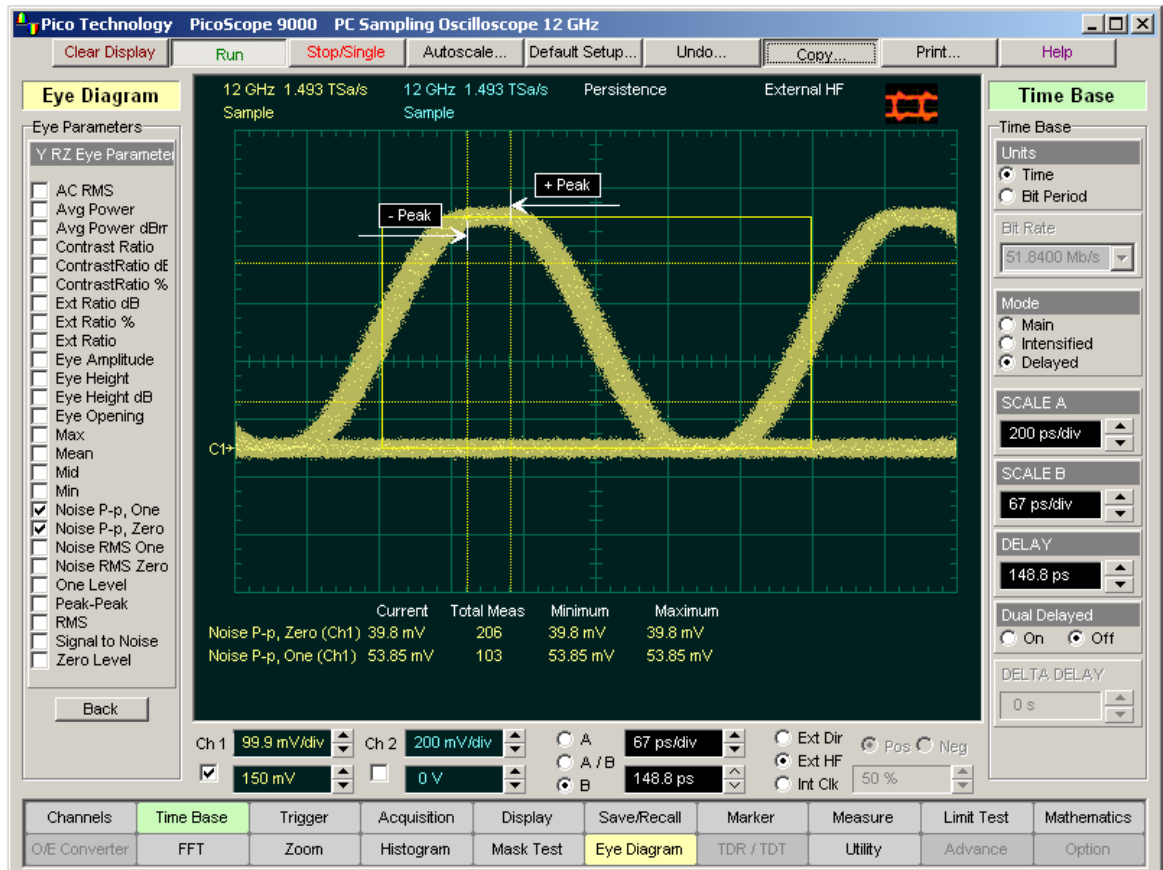 Pico Technology PicoScope 9000 PC Sampling Oscilloscope 12 GHz
Clear Display Run Stop/Single Autoscale... Default Setup... Undo... Copy... Print... Help
Eye Diagram
Eye Parameters
Y RZ Eye Parameter
AC RMS
Avg Power
Avg Power dBm
Contrast Ratio
ContrastRatio dE
ContrastRatio %
Ext Ratio dB
Ext Ratio %
Ext Ratio
Eye Amplitude
Eye Height
Eye Height dB
Eye Opening
Max
Mean
Mid
Min
Noise P-p, One
Noise P-p, Zero
Noise RMS One
Noise RMS Zero
One Level
Peak-Peak
RMS
Signal to Noise
Zero Level
Back
12 GHz 1.493 TSa/s 12 GHz 1.493 TSa/s Persistence External HF
Sample Sample
+ Peak
- Peak
C1
Current Total Meas Minimum Maximum
Noise P-p, Zero (Ch1) 39.8 mV 206 39.8 mV 39.8 mV
Noise P-p, One (Ch1) 53.85 mV 103 53.85 mV 53.85 mV
Time Base
Time Base
Units
Time
Bit Period
Bit Rate
51.8400 Mb/s
Mode
Main
Intensified
Delayed
SCALE A
200 ps/div
SCALE B
67 ps/div
DELAY
148.8 ps
Dual Delayed
On Off
DELTA DELAY
0 s
Ch 1 99.9 mV/div Ch 2 200 mV/div A 67 ps/div Ext Dir Pos Neg
A / B Ext HF
150 mV 0 V B 148.8 ps Int Clk 50 %
Channels Time Base Trigger Acquisition Display Save/Recall Marker Measure Limit Test Mathematics
O/E Converter FFT Zoom Histogram Mask Test Eye Diagram TDR / TDT Utility Advance Option